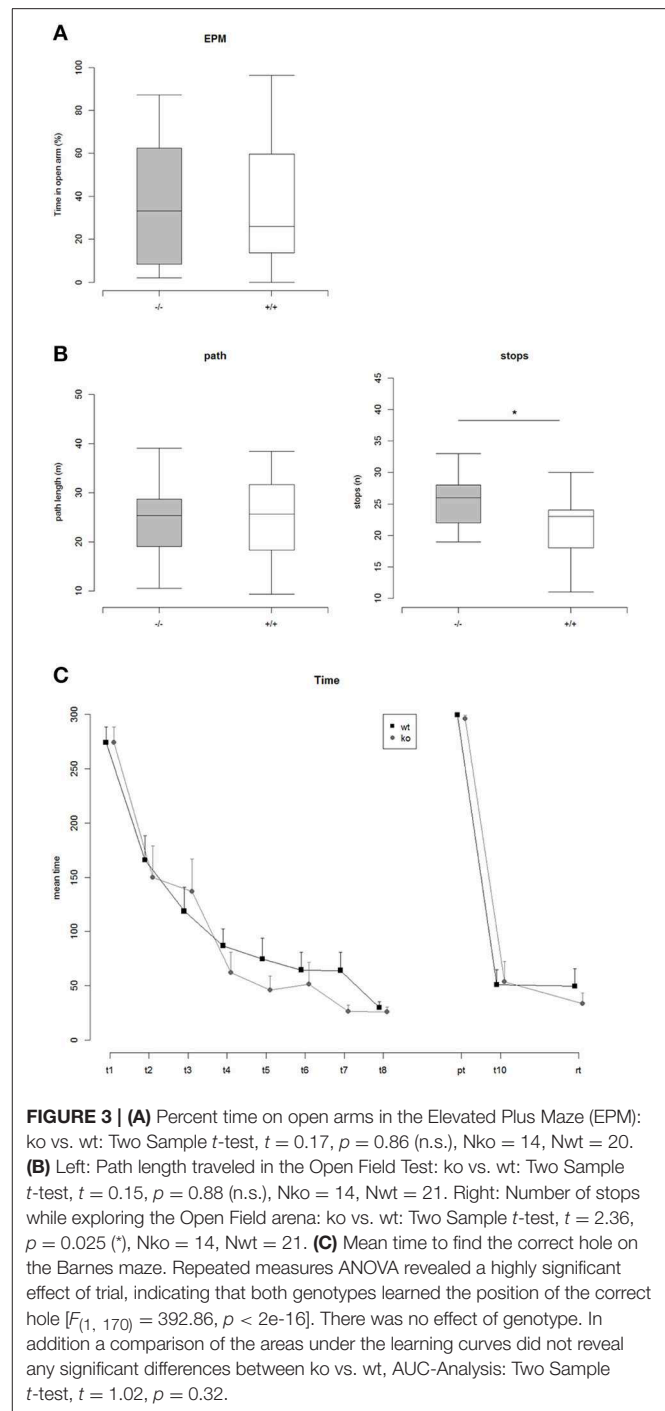 A
EPM
Time in open arm (%)
0
20
40
60
80
100
-/-
+/+
B
path
path length (m)
10
20
30
40
50
-/-
+/+
stops
stops (n)
10
15
20
25
30
35
40
45
*
-/-
+/+
C
Time
mean time
0
50
100
150
200
250
300
wt
ko
t1 t2 t3 t4 t5 t6 t7 t8 pt t10 rt
FIGURE 3 | (A) Percent time on open arms in the Elevated Plus Maze (EPM):
ko vs. wt: Two Sample t-test, t = 0.17, p = 0.86 (n.s.), Nko = 14, Nwt = 20.
(B) Left: Path length traveled in the Open Field Test: ko vs. wt: Two Sample
t-test, t = 0.15, p = 0.88 (n.s.), Nko = 14, Nwt = 21. Right: Number of stops
while exploring the Open Field arena: ko vs. wt: Two Sample t-test, t = 2.36,
p = 0.025 (*), Nko = 14, Nwt = 21. (C) Mean time to find the correct hole on
the Barnes maze. Repeated measures ANOVA revealed a highly significant
effect of trial, indicating that both genotypes learned the position of the correct
hole [F(1, 170) = 392.86, p < 2e-16]. There was no effect of genotype. In
addition a comparison of the areas under the learning curves did not reveal
any significant differences between ko vs. wt, AUC-Analysis: Two Sample
t-test, t = 1.02, p = 0.32.